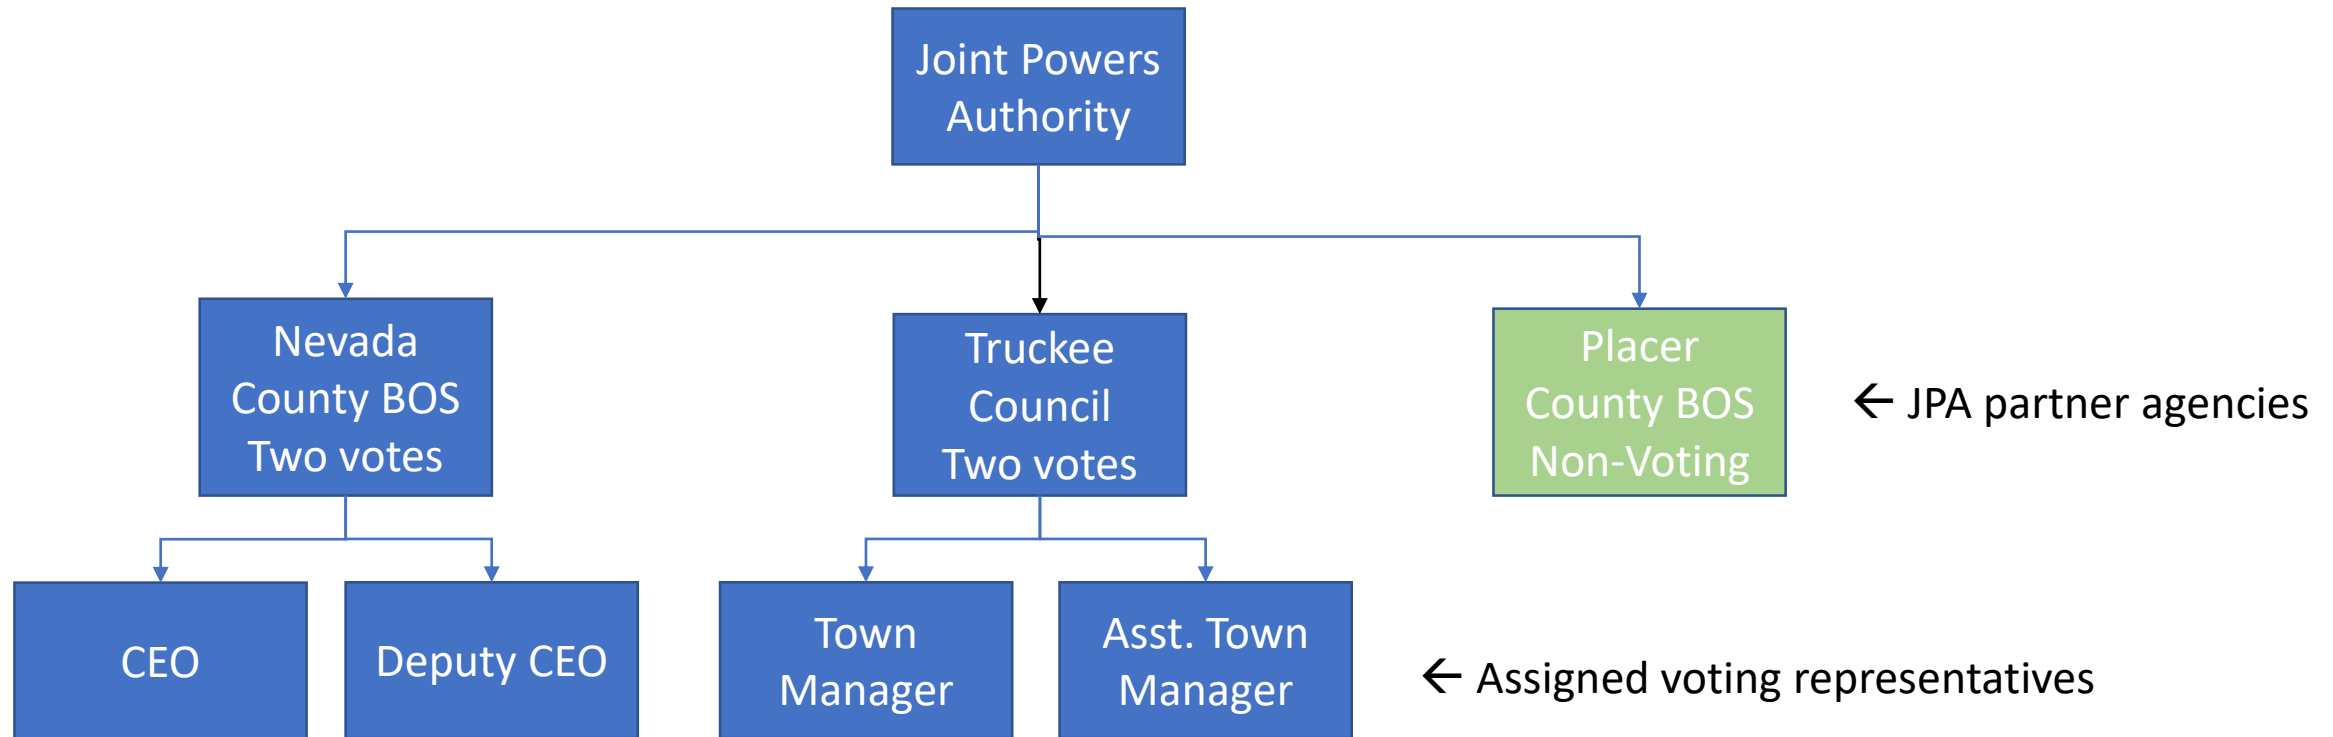 Joint Powers
Authority
Nevada
County BOS
Two votes
Truckee
Council
Two votes
Placer
County BOS
Non-Voting
← JPA partner agencies
CEO
Deputy CEO
Town
Manager
Asst. Town
Manager
← Assigned voting representatives